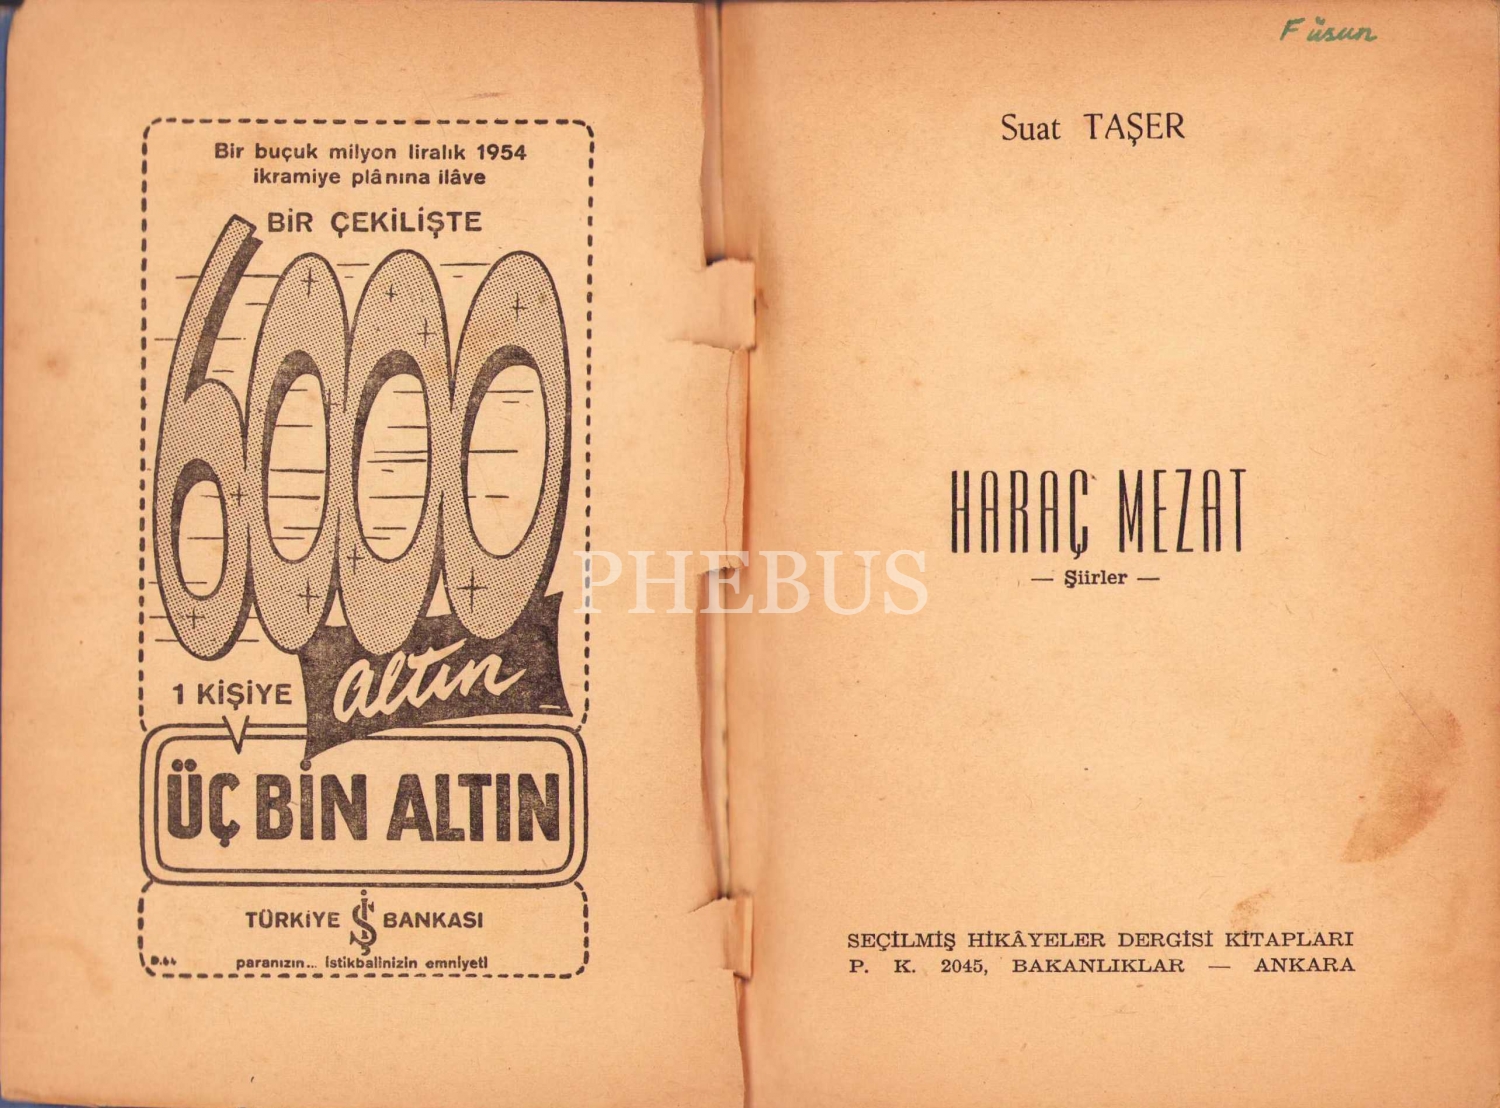 Bir buçuk milyon liralık 1954
ikramiye plânına ilâve
BİR ÇEKİLİŞTE
6000
altın
1 KİŞİYE
ÜÇ BİN ALTIN
TÜRKİYE İŞ BANKASI
paranızın... istikbalinizin emniyeti
Füsun
Suat TAŞER
HARAÇ MEZAT
— Şiirler —
SEÇİLMİŞ HİKÂYELER DERGİSİ KİTAPLARI
P. K. 2045, BAKANLIKLAR — ANKARA
PHEBUS